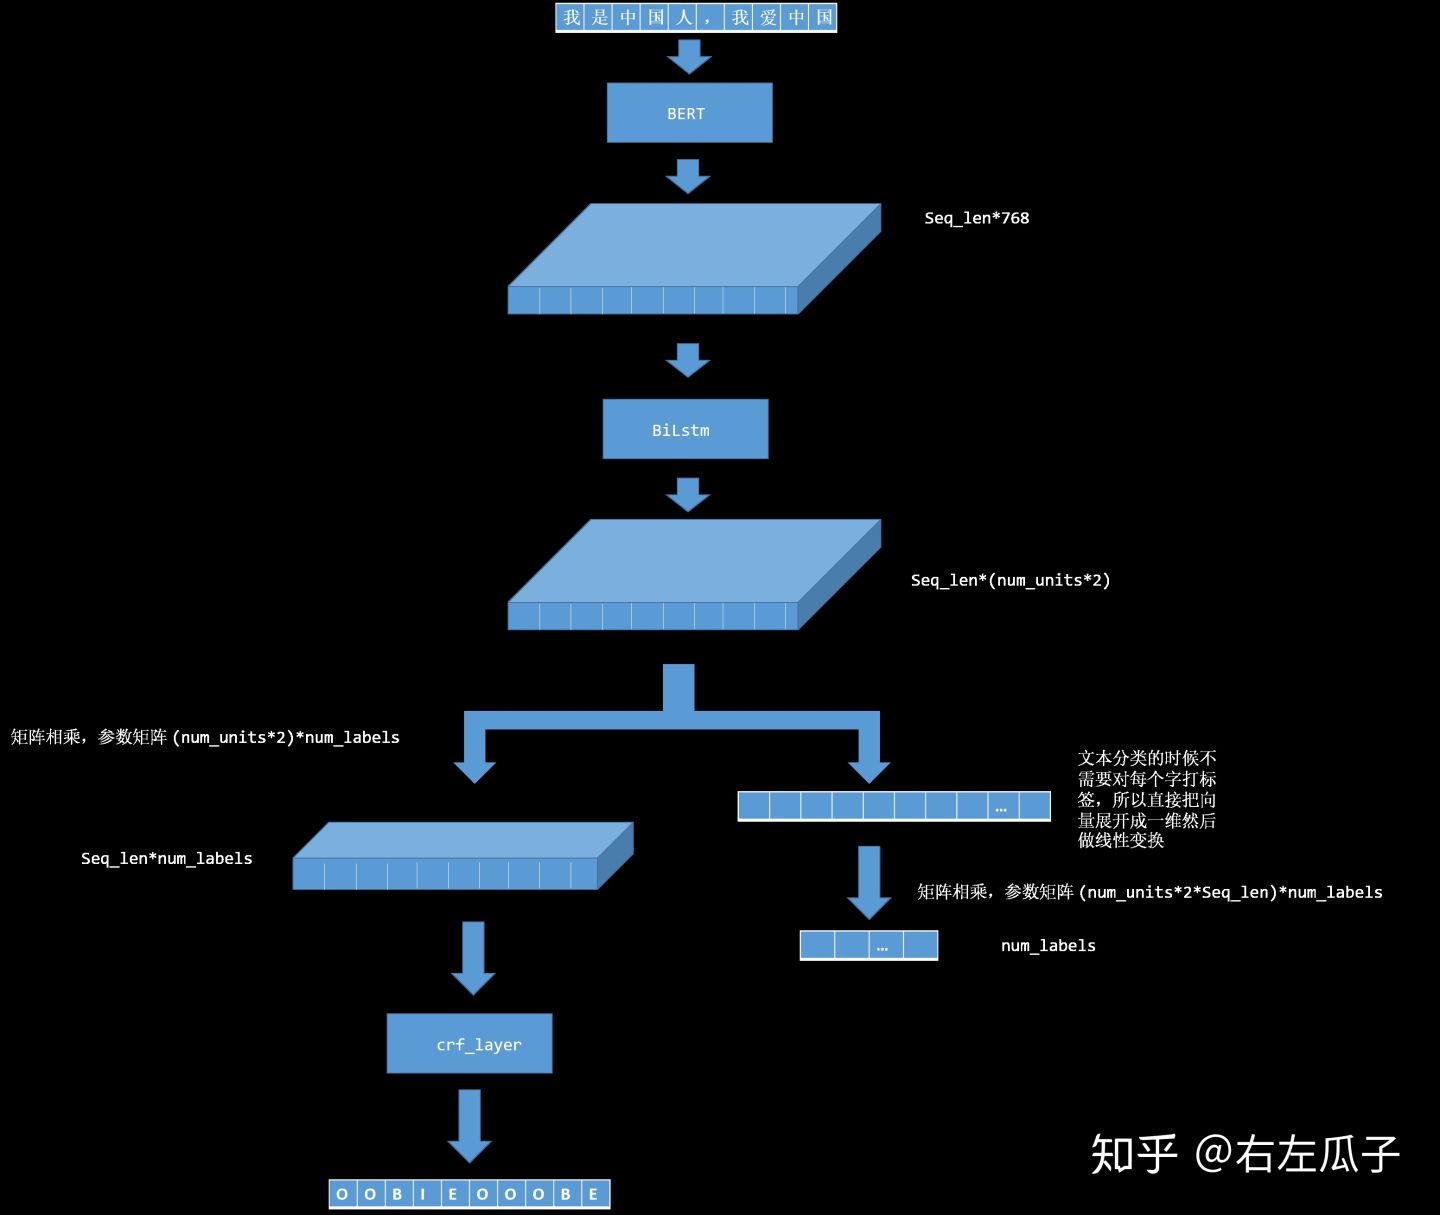 我是中国人，我爱中国
BERT
Seq_len*768
BiLstm
Seq_len*(num_units*2)
矩阵相乘，参数矩阵 (num_units*2)*num_labels
文本分类的时候不
需要对每个字打标
签，所以直接把向
量展开成一维然后
做线性变换
...
Seq_len*num_labels
矩阵相乘，参数矩阵 (num_units*2*Seq_len)*num_labels
...
num_labels
crf_layer
O O B I E O O O B E
知乎 @右左瓜子